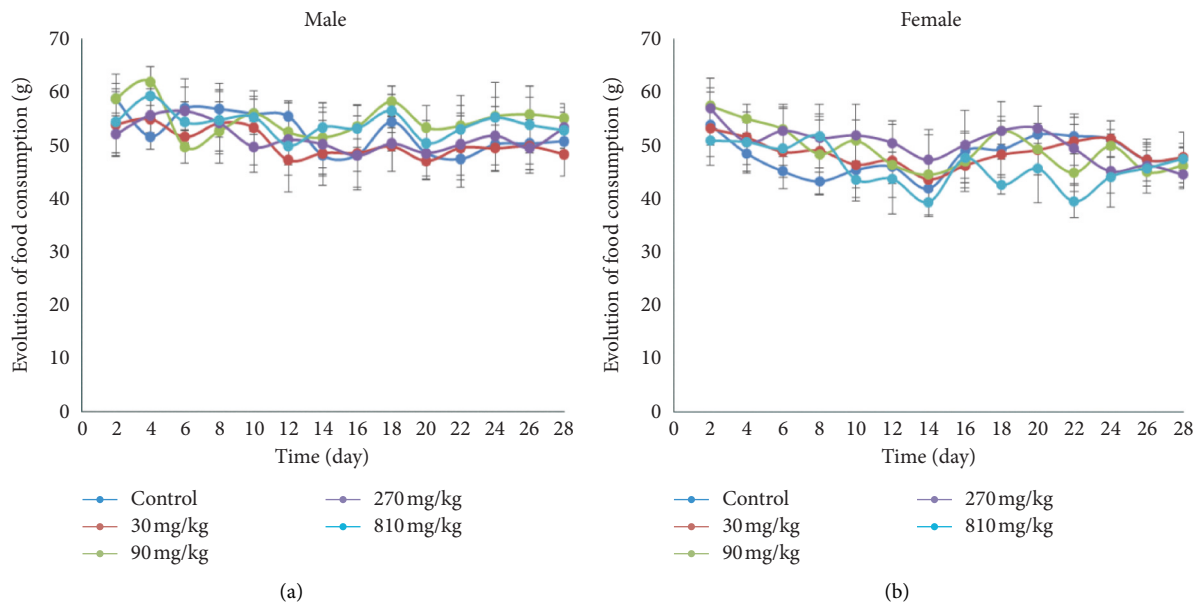 Male
Evolution of food consumption (g)
70
60
50
40
30
20
10
0
0 2 4 6 8 10 12 14 16 18 20 22 24 26 28
Time (day)
Control
30 mg/kg
90 mg/kg
270 mg/kg
810 mg/kg
(a)
Female
Evolution of food consumption (g)
70
60
50
40
30
20
10
0
0 2 4 6 8 10 12 14 16 18 20 22 24 26 28
Time (day)
Control
30 mg/kg
90 mg/kg
270 mg/kg
810 mg/kg
(b)